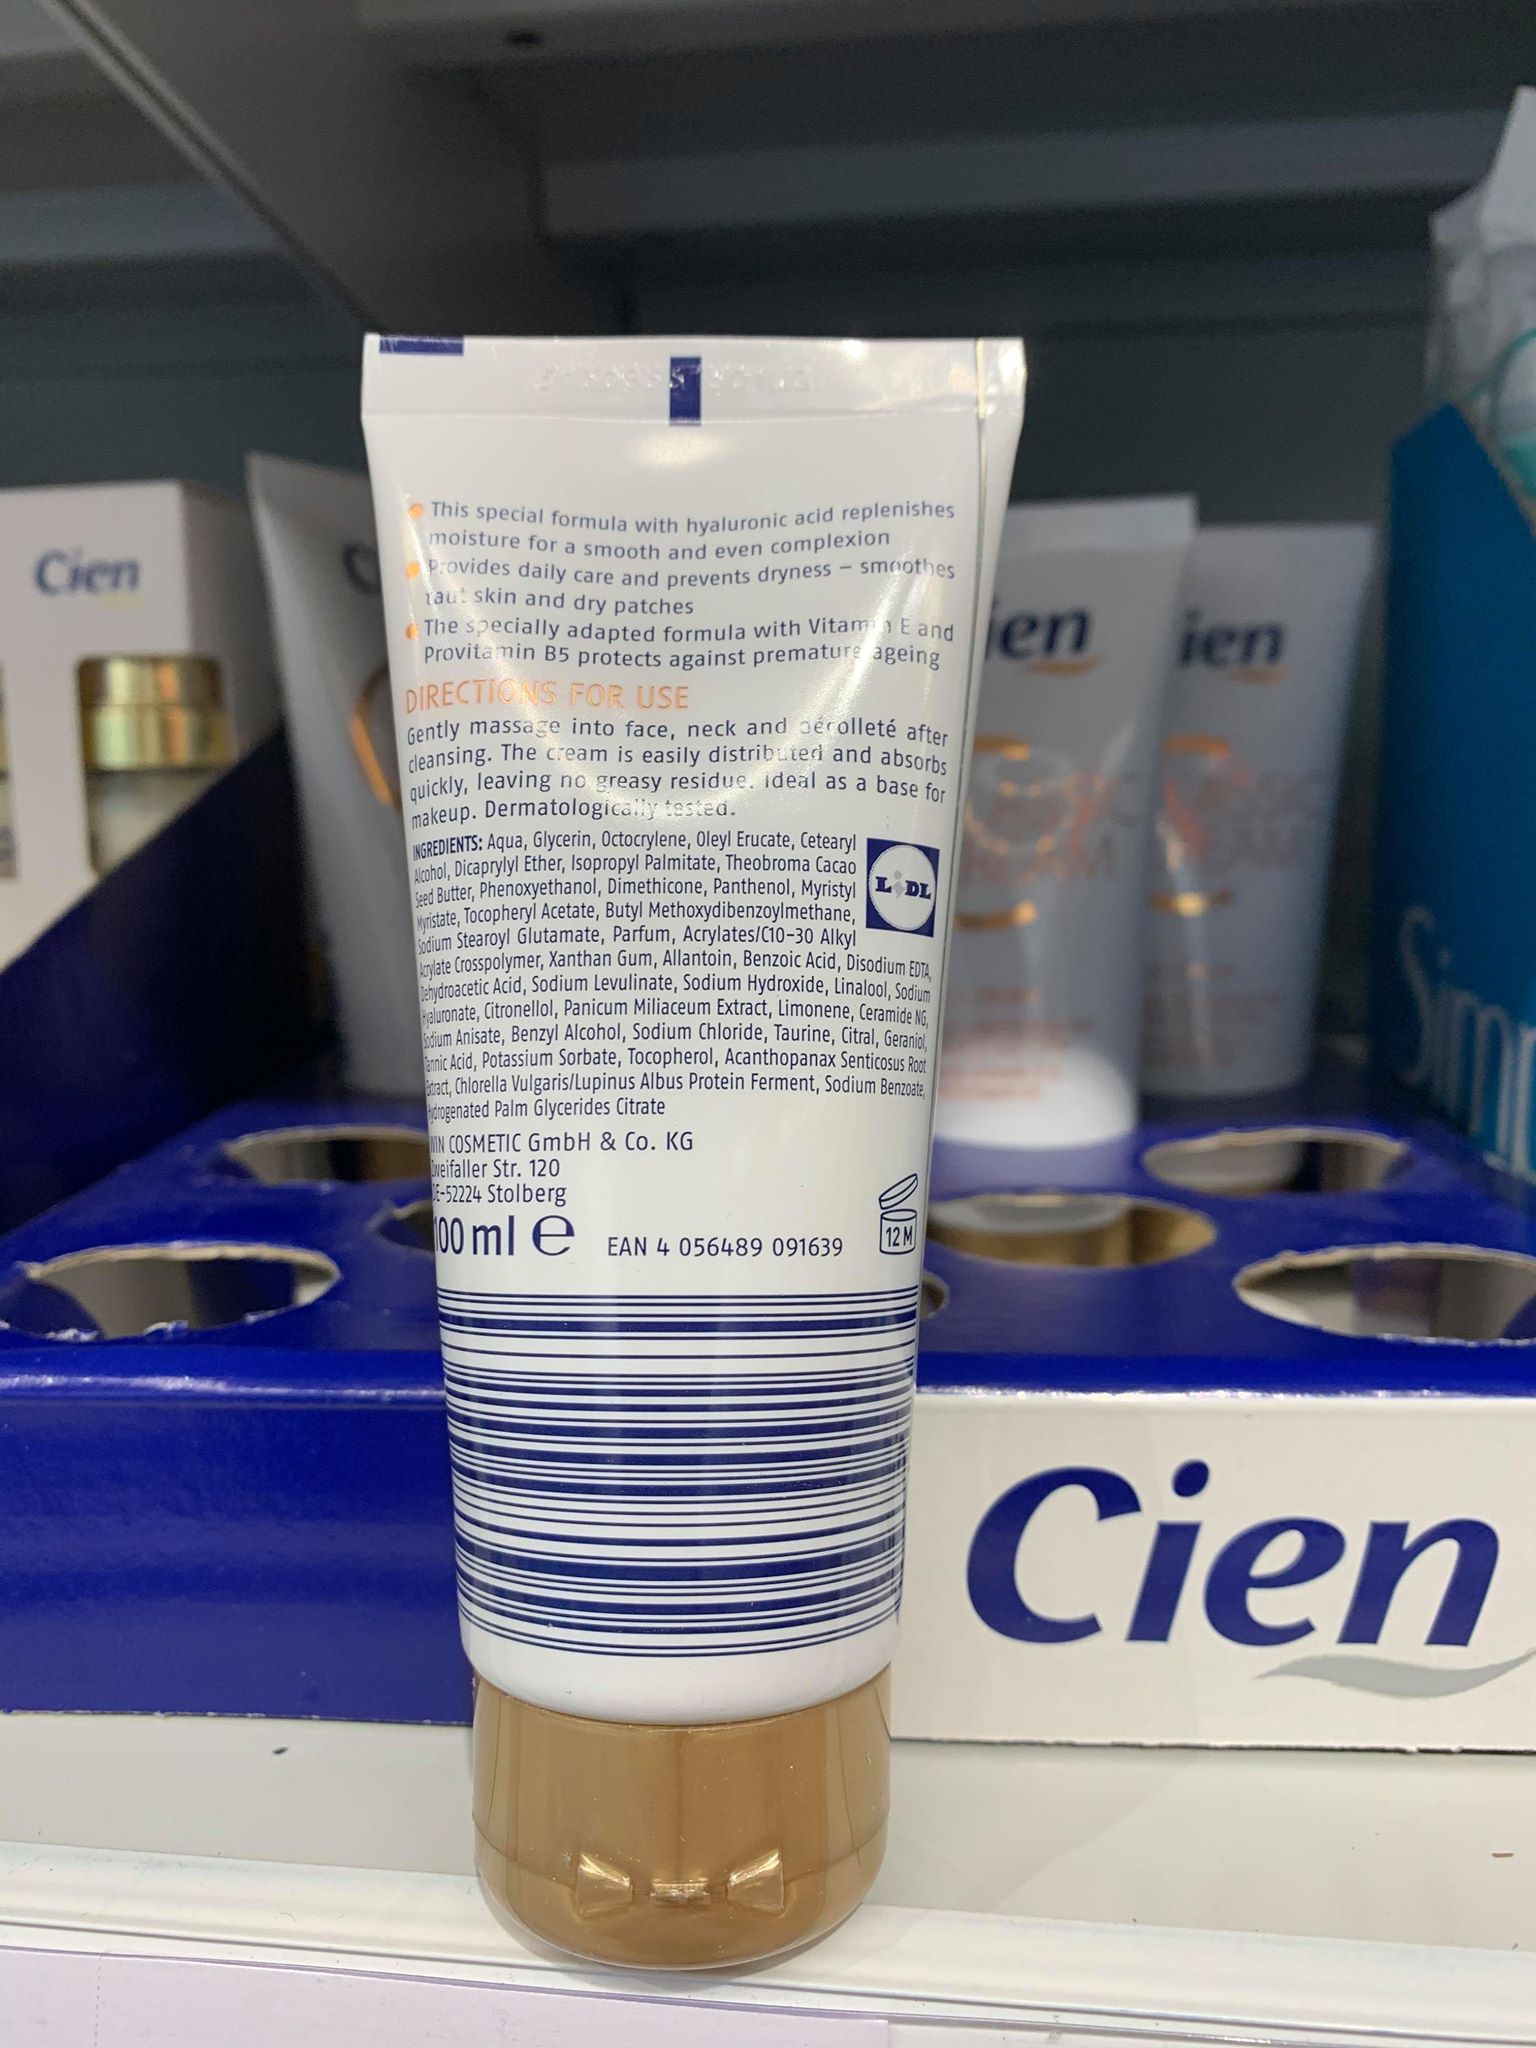 This special formula with hyaluronic acid replenishes
moisture for a smooth and even complexion
Provides daily care and prevents dryness – smoothes
taut skin and dry patches
The specially adapted formula with Vitamin E and
Provitamin B5 protects against premature ageing
DIRECTIONS FOR USE
Gently massage into face, neck and décolleté after
cleansing. The cream is easily distributed and absorbs
quickly, leaving no greasy residue. Ideal as a base for
makeup. Dermatologically tested.
INGREDIENTS: Aqua, Glycerin, Octocrylene, Oleyl Erucate, Cetearyl
Alcohol, Dicaprylyl Ether, Isopropyl Palmitate, Theobroma Cacao
Seed Butter, Phenoxyethanol, Dimethicone, Panthenol, Myristyl
Myristate, Tocopheryl Acetate, Butyl Methoxydibenzoylmethane,
Sodium Stearoyl Glutamate, Parfum, Acrylates/C10-30 Alkyl
Acrylate Crosspolymer, Xanthan Gum, Allantoin, Benzoic Acid, Disodium EDTA,
Dehydroacetic Acid, Sodium Levulinate, Sodium Hydroxide, Linalool, Sodium
Hyaluronate, Citronellol, Panicum Miliaceum Extract, Limonene, Ceramide NG,
Sodium Anisate, Benzyl Alcohol, Sodium Chloride, Taurine, Citral, Geraniol,
Tannic Acid, Potassium Sorbate, Tocopherol, Acanthopanax Senticosus Root
Extract, Chlorella Vulgaris/Lupinus Albus Protein Ferment, Sodium Benzoate,
Hydrogenated Palm Glycerides Citrate
LIDL
WIN COSMETIC GmbH & Co. KG
Zweifaller Str. 120
DE-52224 Stolberg
100 ml e
EAN 4 056489 091639
12 M
Cien
Cien
ien
ien